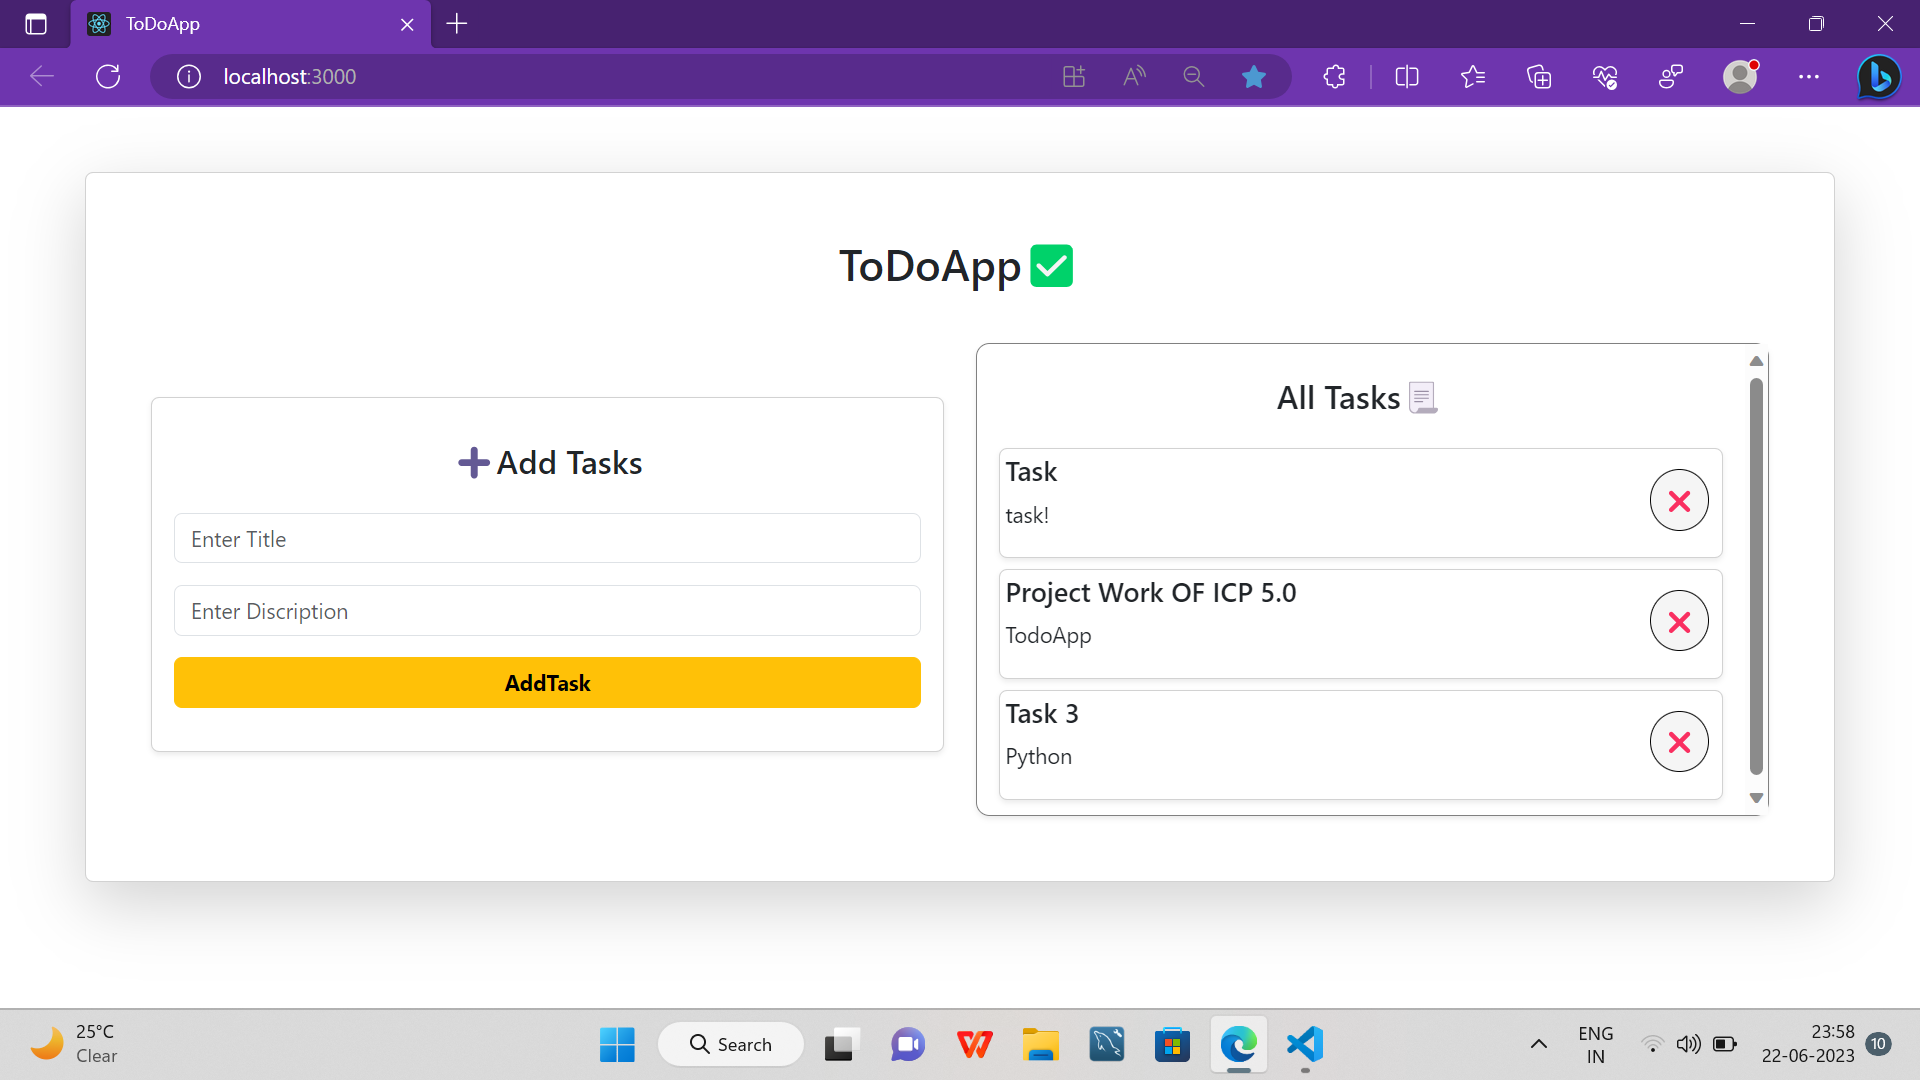 ToDoApp
localhost:3000
ToDoApp
Add Tasks
Enter Title
Enter Discription
AddTask
All Tasks
Task
task!
Project Work OF ICP 5.0
TodoApp
Task 3
Python
25°C
Clear
Search
ENG
IN
23:58
22-06-2023
10